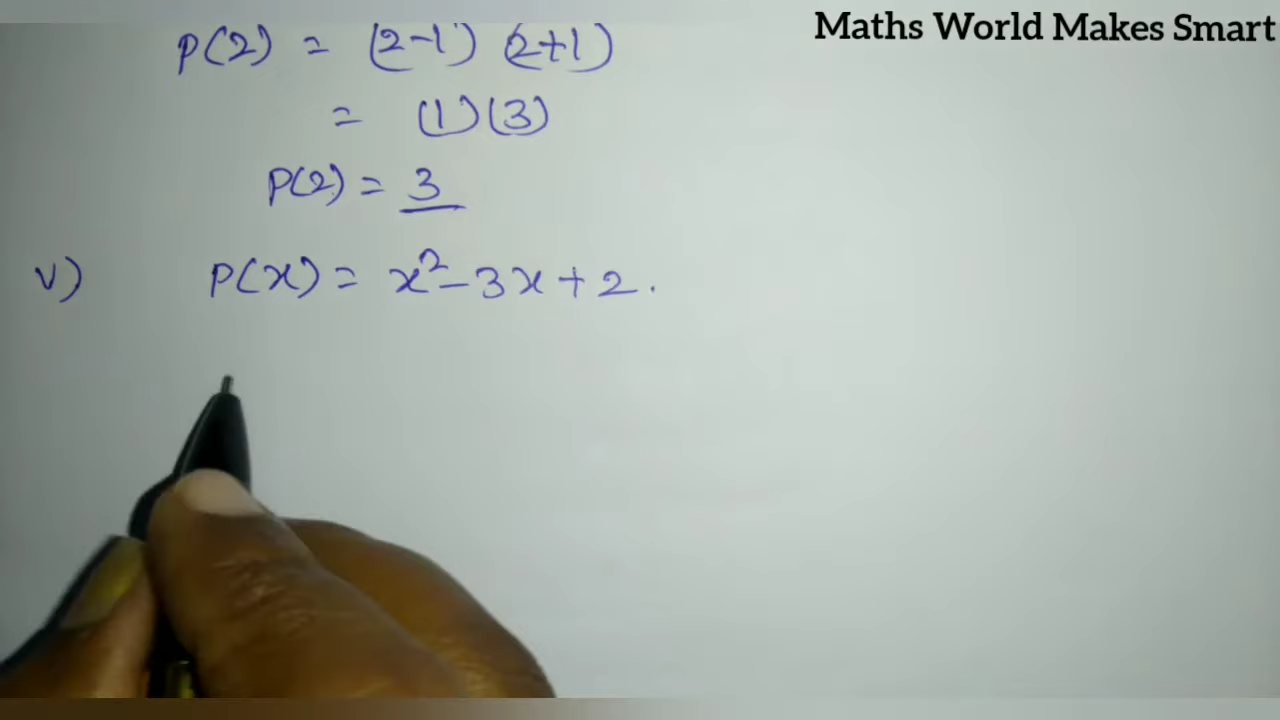 Maths World Makes Smart
P(2) = (2-1) (2+1)
= (1)(3)
P(2) = 3
v) P(x) = x²-3x+2.